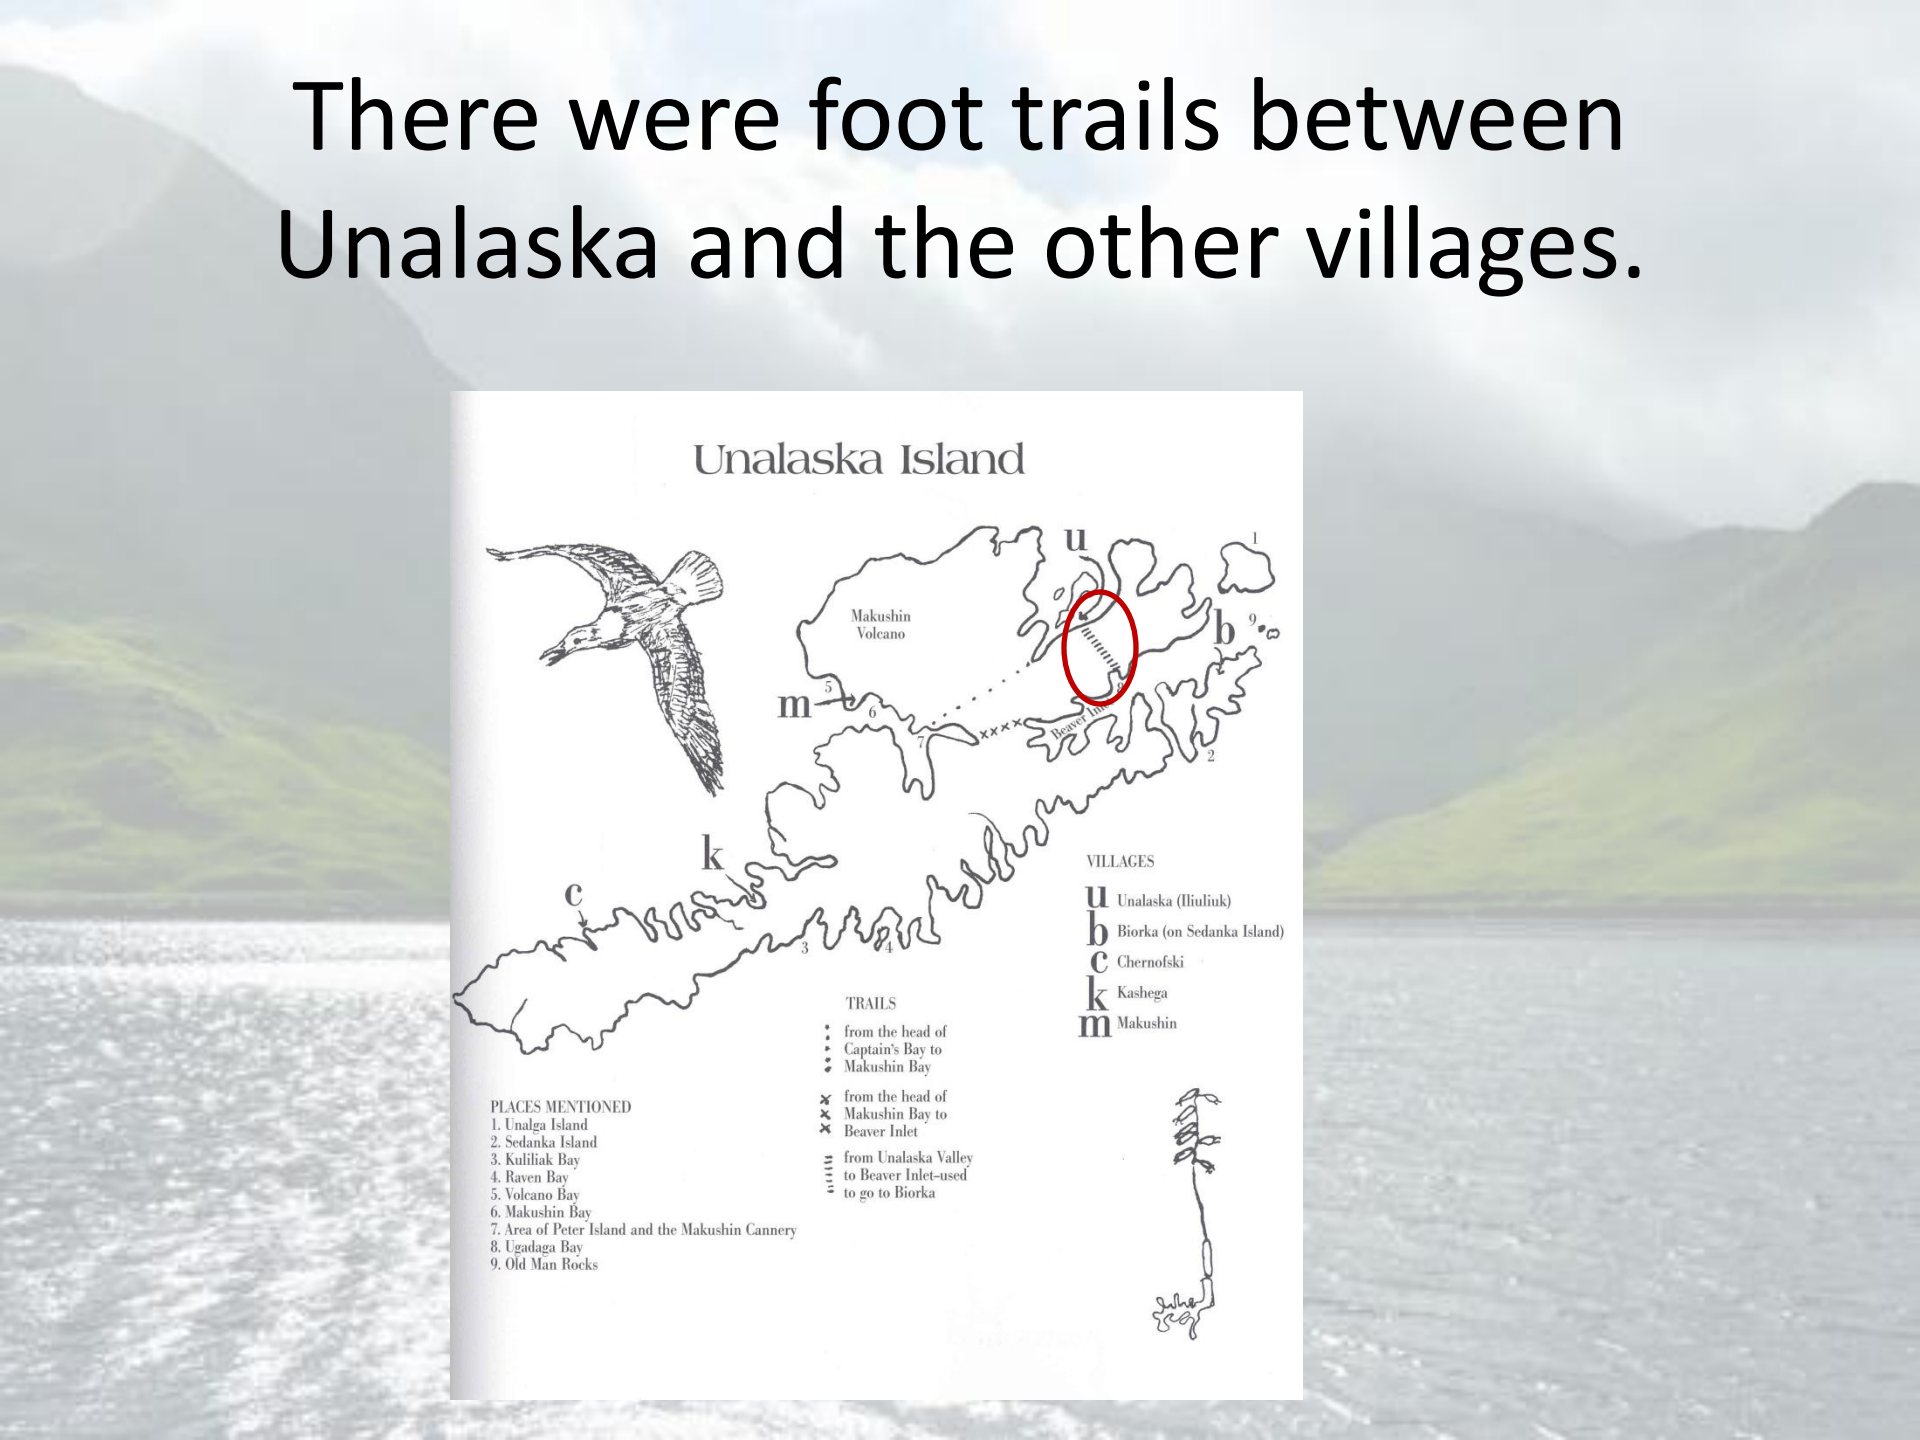 There were foot trails between
Unalaska and the other villages.
Unalaska Island
u
1
Makushin
Volcano
b
9
5
m
6
7
Beaver
2
k
c
3
4
VILLAGES
u Unalaska (Iliuliuk)
b Biorka (on Sedanka Island)
c Chernofski
k Kashega
m Makushin
TRAILS
from the head of
Captain's Bay to
Makushin Bay
from the head of
Makushin Bay to
Beaver Inlet
from Unalaska Valley
to Beaver Inlet–used
to go to Biorka
PLACES MENTIONED
1. Unalga Island
2. Sedanka Island
3. Kuliliak Bay
4. Raven Bay
5. Volcano Bay
6. Makushin Bay
7. Area of Peter Island and the Makushin Cannery
8. Ugadaga Bay
9. Old Man Rocks